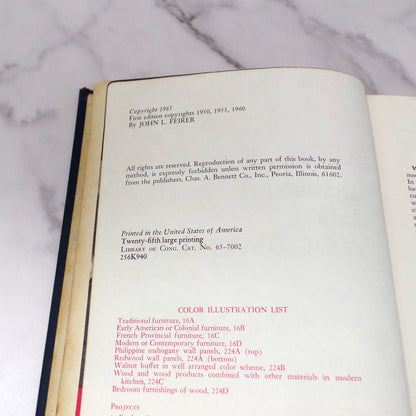 Copyright 1965
First edition copyrights 1950, 1955, 1960
By JOHN L. FEIRER
All rights are reserved. Reproduction of any part of this book, by any
method, is expressly forbidden unless written permission is obtained
from the publishers, Chas. A. Bennett Co., Inc., Peoria, Illinois, 61602.
Printed in the United States of America
Twenty-fifth large printing
LIBRARY OF CONG. CAT. NO. 65-7002
256K940
COLOR ILLUSTRATION LIST
Traditional furniture, 16A
Early American or Colonial furniture, 16B
French Provincial furniture, 16C
Modern or Contemporary furniture, 16D
Philippine mahogany wall panels, 224A (top)
Redwood wall panels, 224A (bottom)
Walnut buffet in well arranged color scheme, 224B
Wood and wood products combined with other materials in modern
kitchen, 224C
Bedroom furnishings of wood, 224D
PROJECTS